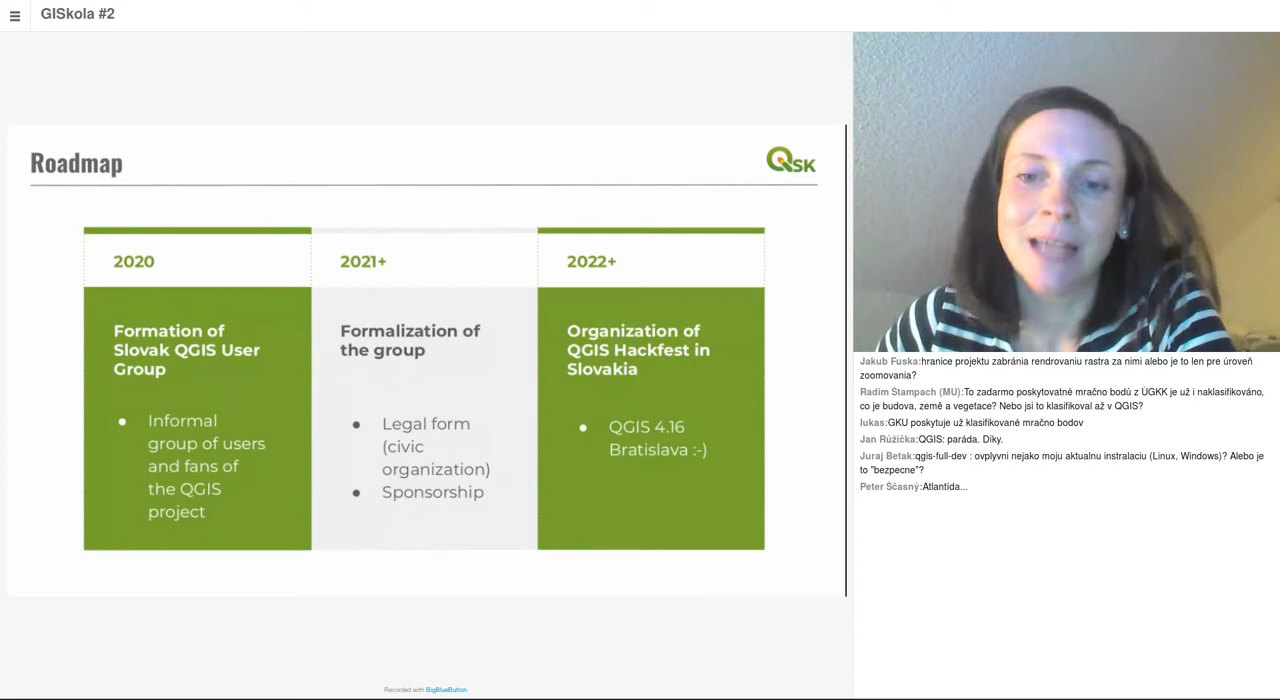 GISkola #2
Roadmap
QSK
2020
Formation of
Slovak QGIS User
Group
● Informal
group of users
and fans of
the QGIS
project
2021+
Formalization of
the group
● Legal form
(civic
organization)
● Sponsorship
2022+
Organization of
QGIS Hackfest in
Slovakia
● QGIS 4.16
Bratislava :-)
Recorded with BigBlueButton
Jakub Fuska:hranice projektu zabránia rendrovaniu rastra za nimi alebo je to len pre úroveň
zoomovania?
Radim Štampach (MU):To zadarmo poskytovatné mračno bodů z ÚGKK je už i naklasifikováno,
co je budova, země a vegetace? Nebo jsi to klasifikoval až v QGIS?
lukas:GKU poskytuje už klasifikované mračno bodov
Jan Růžička:QGIS: paráda. Díky.
Juraj Betak:qgis-full-dev : ovplyvni nejako moju aktualnu instralaciu (Linux, Windows)? Alebo je
to "bezpecne"?
Peter Sčasný:Atlantída...